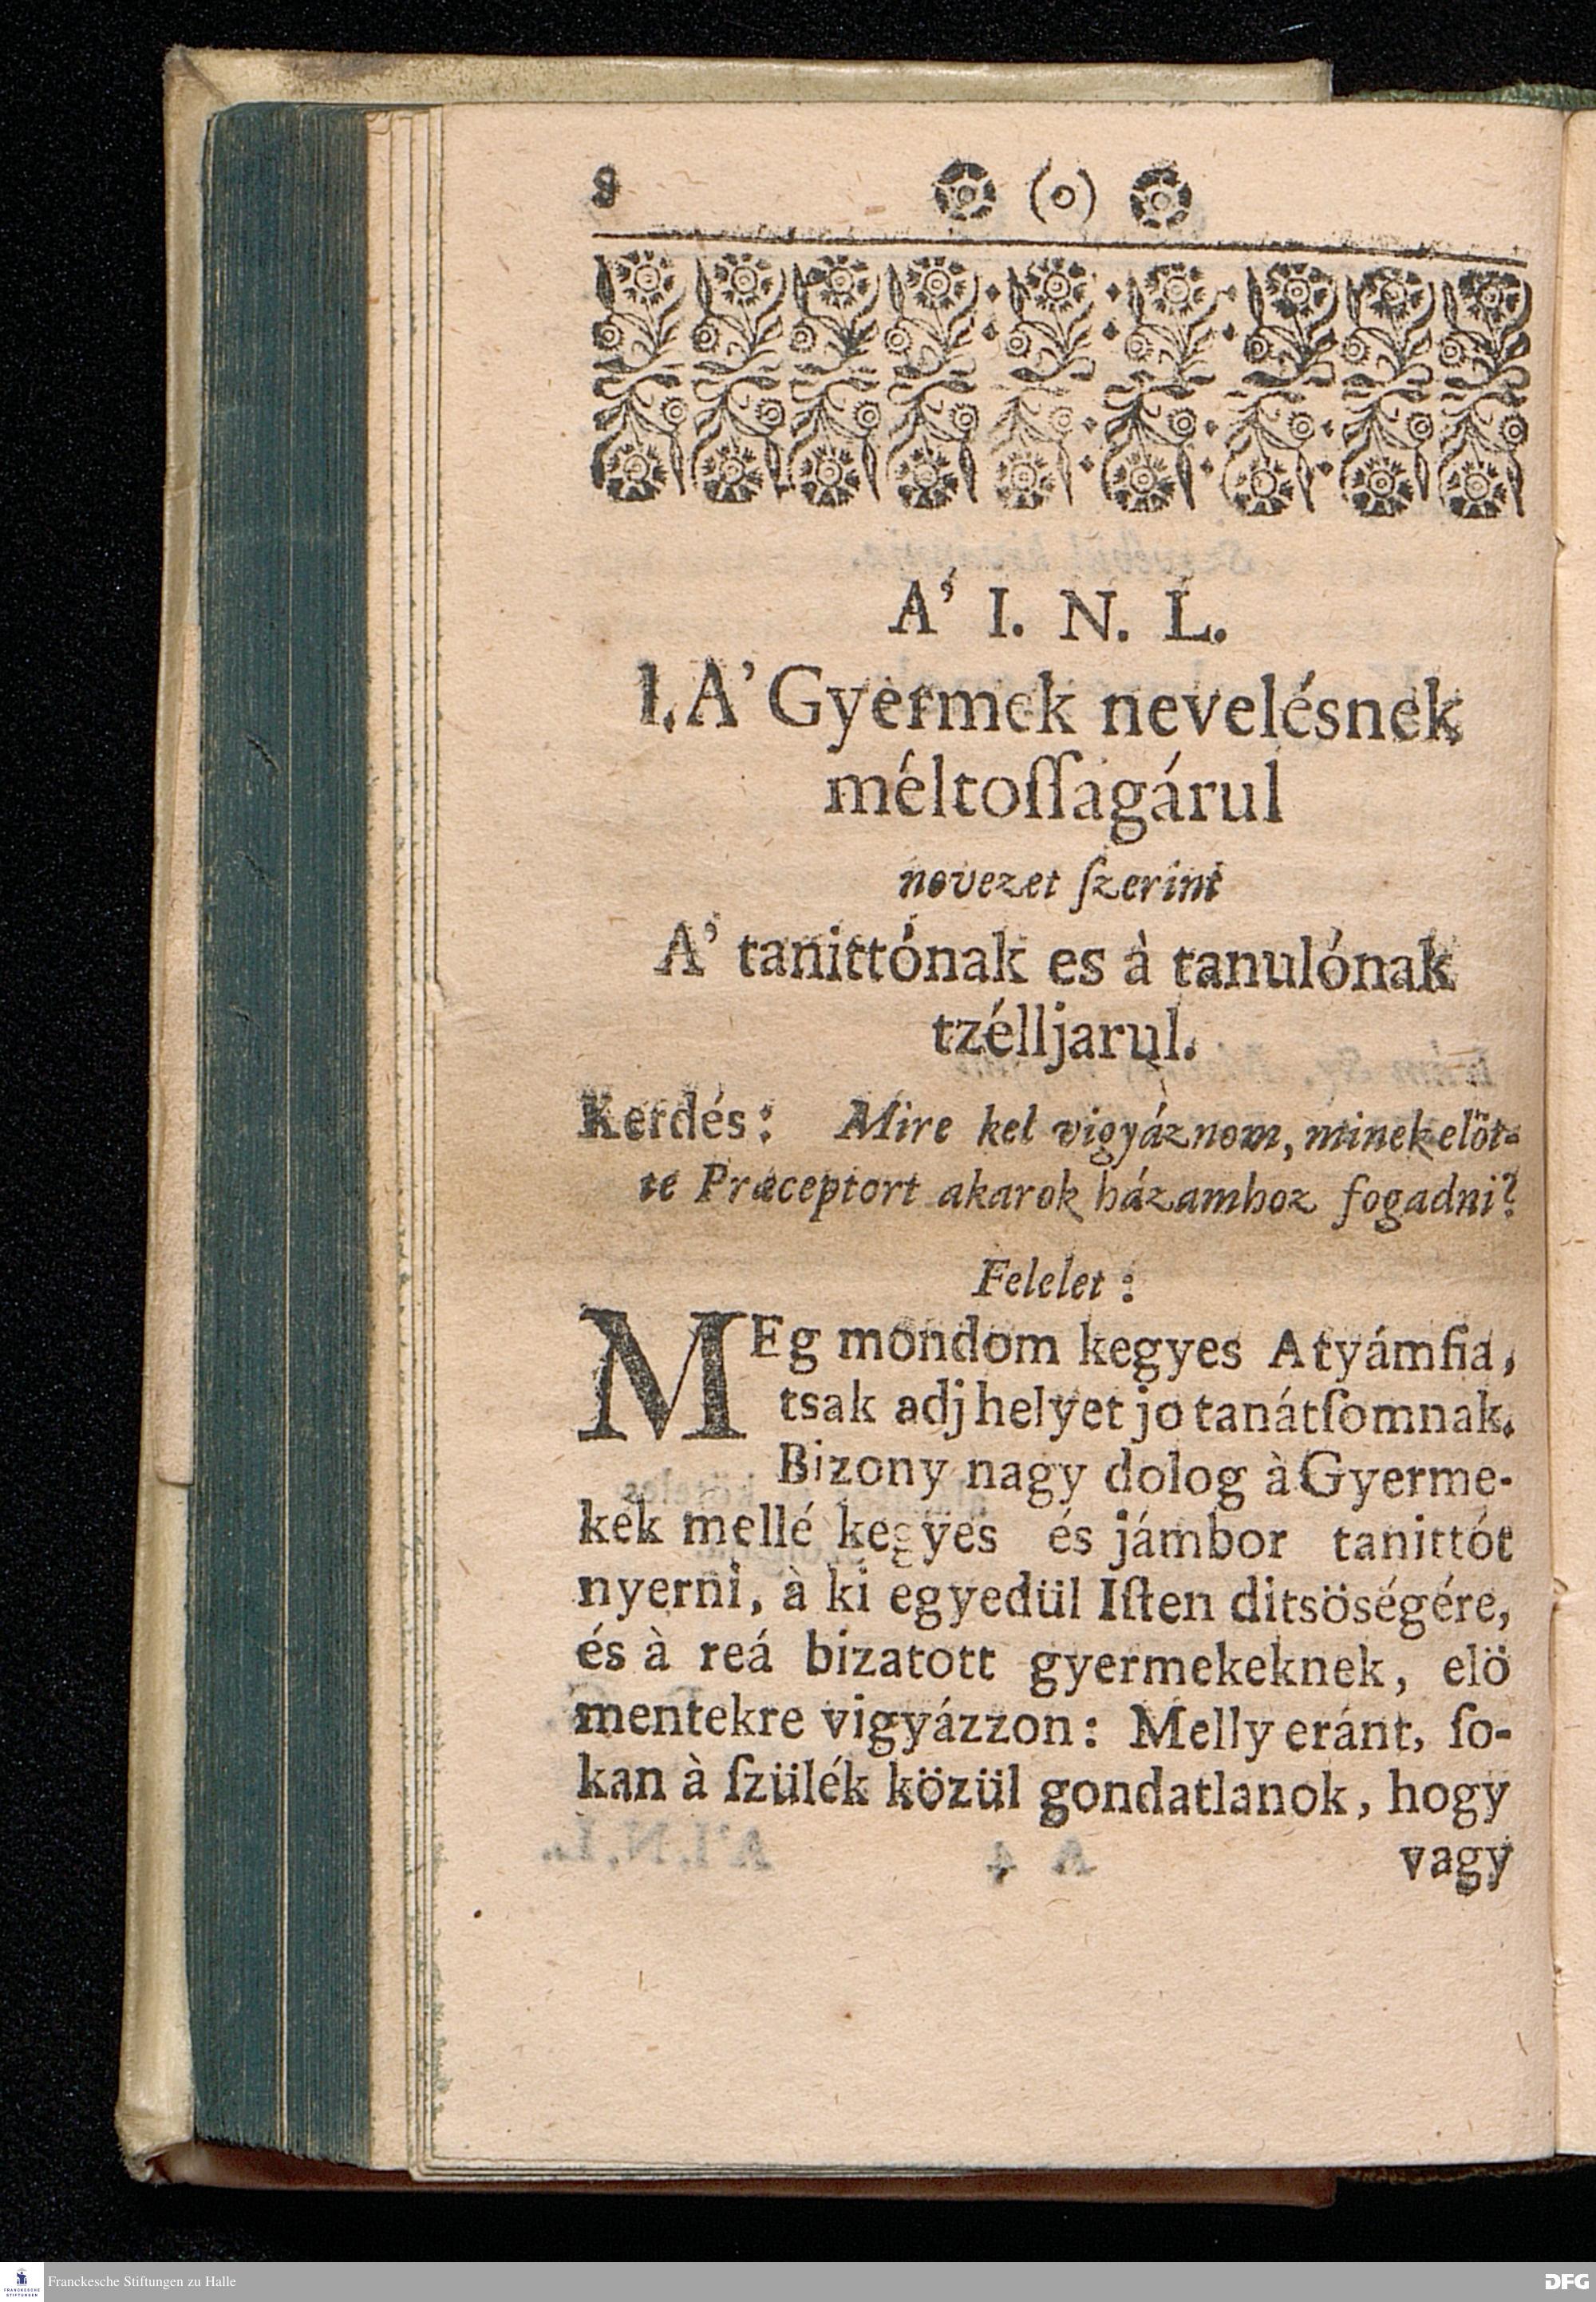 8 (o)
A' I. N. L.
I. A' Gyermek nevelésnek
méltoſſagárul
novezet ſzerint
A' tanittónak es à tanulónak
tzélljarul.
Kerdés: Mire kel vigyáznom, minekelöt-
te Præceptort akarok házamhoz fogadni?
Felelet:
MEg mondom kegyes Atyámfia,
tsak adj helyet jo tanátſomnak.
Bizony nagy dolog à Gyerme-
kek mellé kegyes és jámbor tanittót
nyerni, à ki egyedül Iſten ditsöségére,
és à reá bizatott gyermekeknek, elö
mentekre vigyázzon: Melly eránt, ſo-
kan à ſzülék közül gondatlanok, hogy
vagy
Franckesche Stiftungen zu Halle
DFG